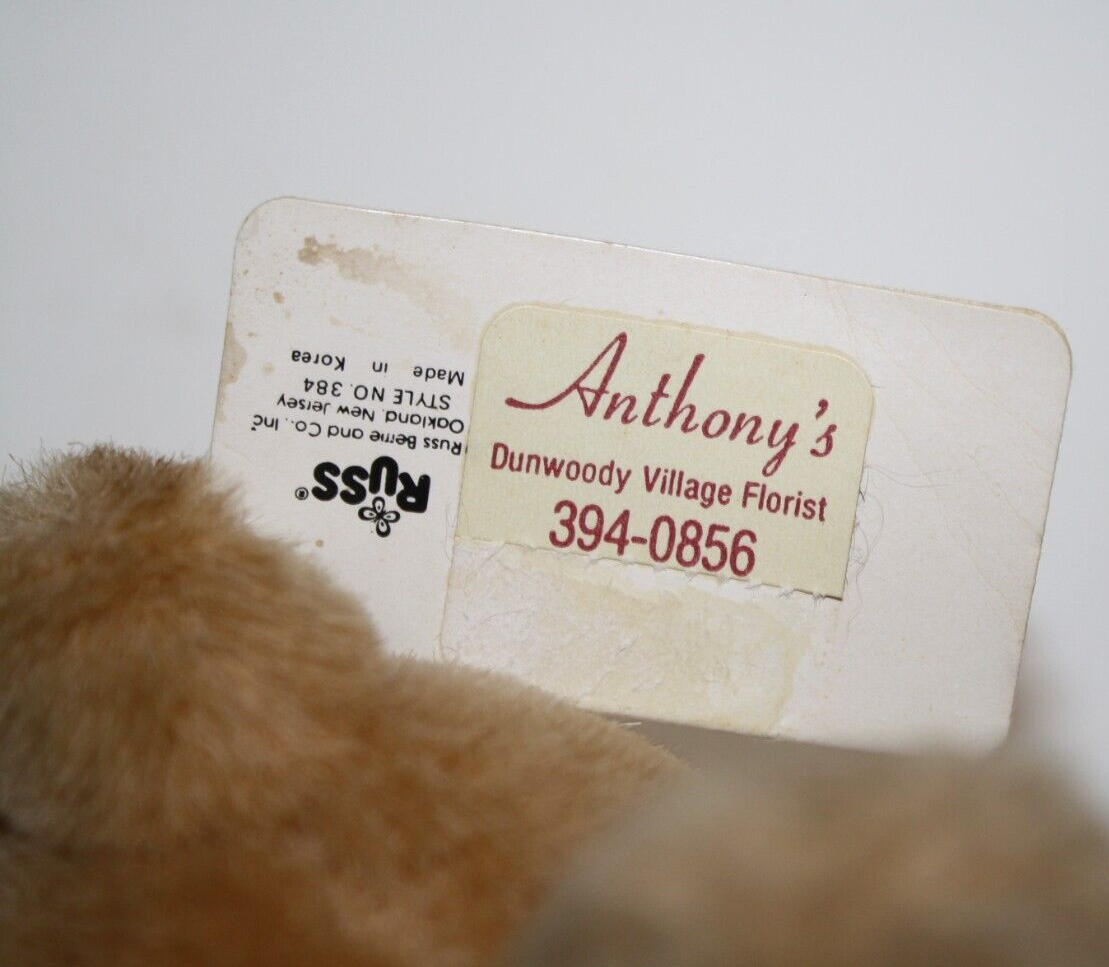 Anthony's
Dunwoody Village Florist
394-0856
Russ®
Russ Berrie and Co., Inc
Oakland, New Jersey
STYLE NO. 384
Made in Korea